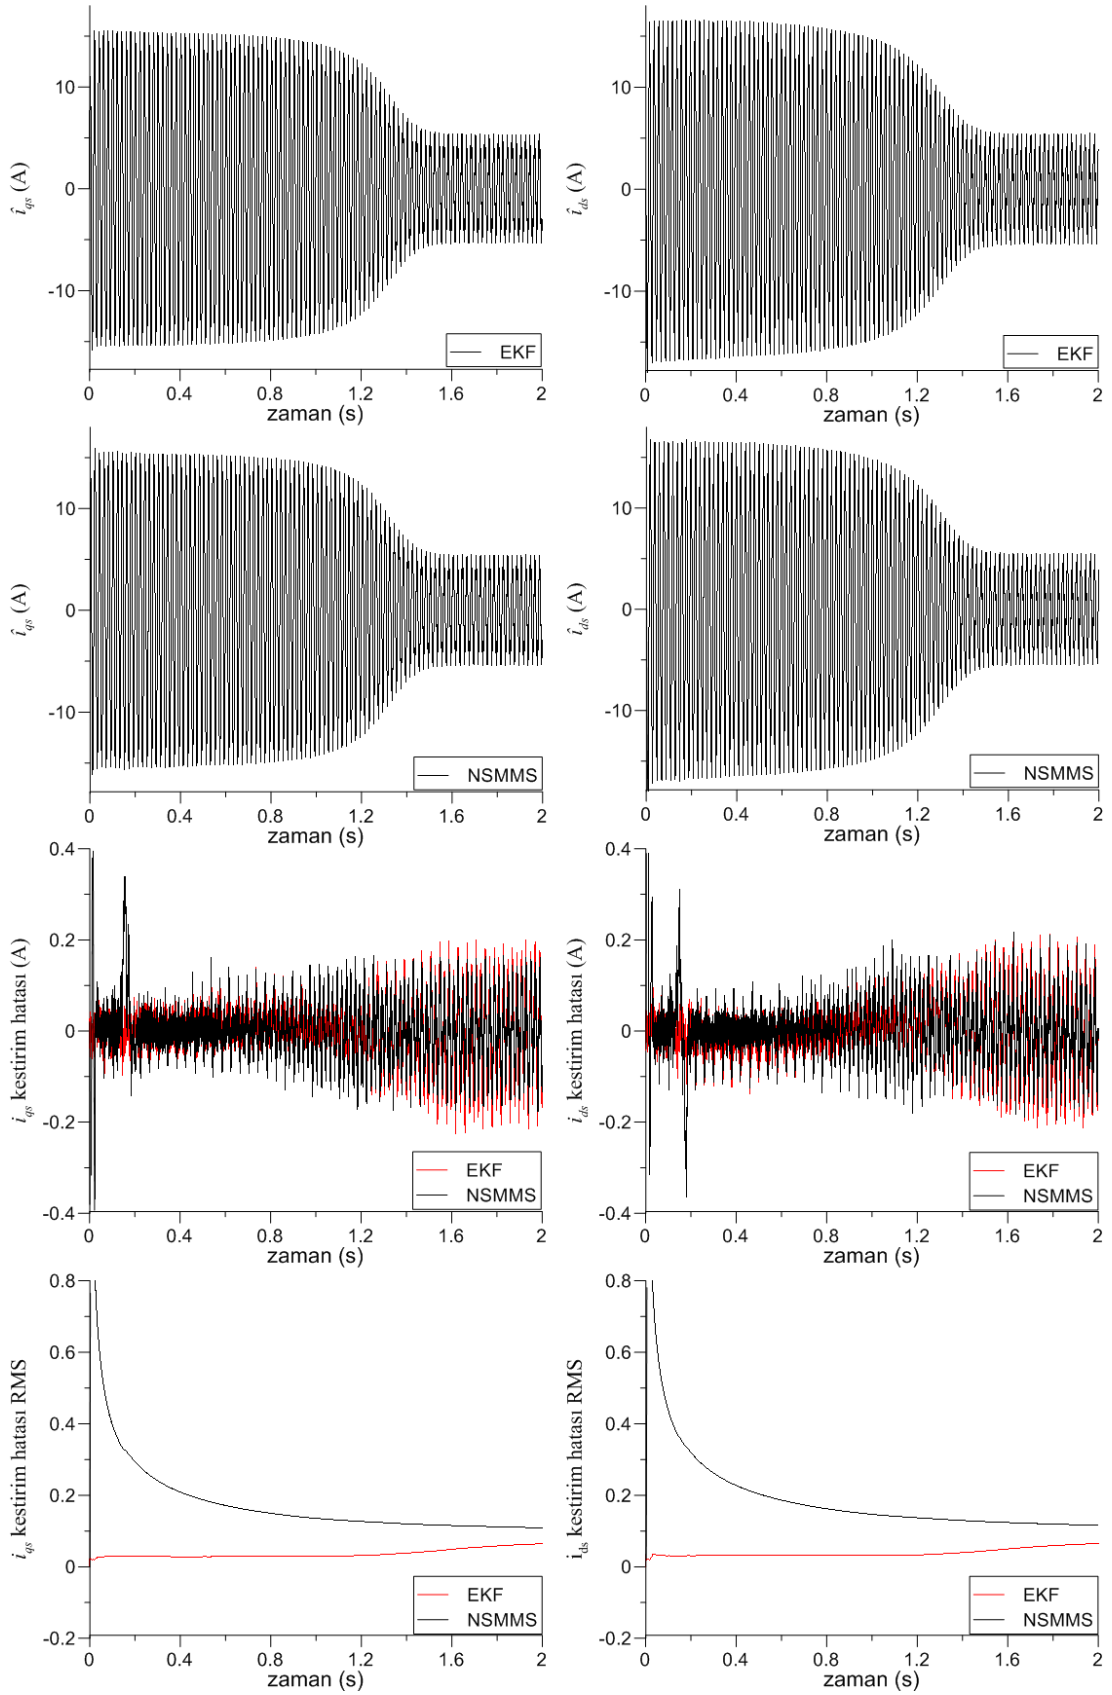 î_qs (A)
10
0
-10
EKF
0 0.4 0.8 1.2 1.6 2
zaman (s)
î_ds (A)
10
0
-10
EKF
0 0.4 0.8 1.2 1.6 2
zaman (s)
î_qs (A)
10
0
-10
NSMMS
0 0.4 0.8 1.2 1.6 2
zaman (s)
î_ds (A)
10
0
-10
NSMMS
0 0.4 0.8 1.2 1.6 2
zaman (s)
i_qs kestirim hatası (A)
0.4
0.2
0
-0.2
-0.4
EKF
NSMMS
0 0.4 0.8 1.2 1.6 2
zaman (s)
i_ds kestirim hatası (A)
0.4
0.2
0
-0.2
-0.4
EKF
NSMMS
0 0.4 0.8 1.2 1.6 2
zaman (s)
i_qs kestirim hatası RMS
0.8
0.6
0.4
0.2
0
-0.2
EKF
NSMMS
0 0.4 0.8 1.2 1.6 2
zaman (s)
i_ds kestirim hatası RMS
0.8
0.6
0.4
0.2
0
-0.2
EKF
NSMMS
0 0.4 0.8 1.2 1.6 2
zaman (s)